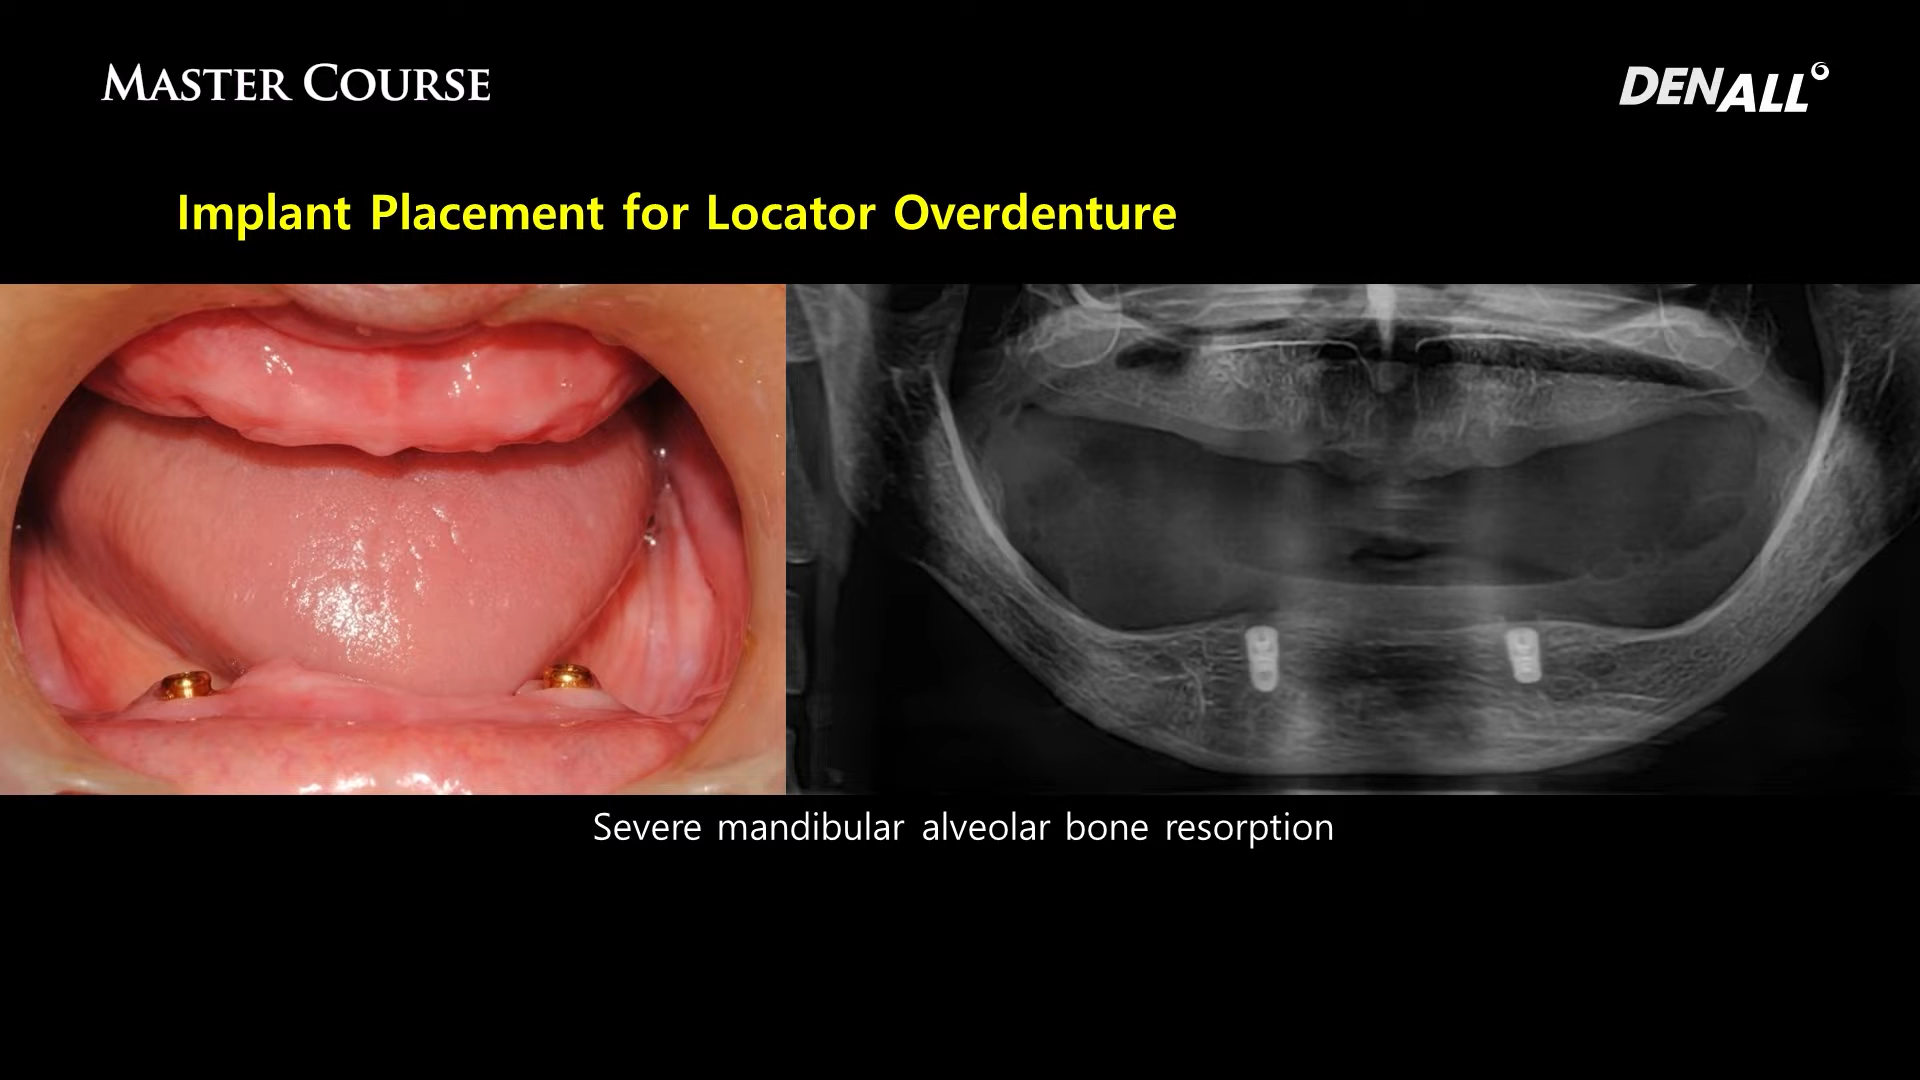 MASTER COURSE
DENALL
Implant Placement for Locator Overdenture
Severe mandibular alveolar bone resorption